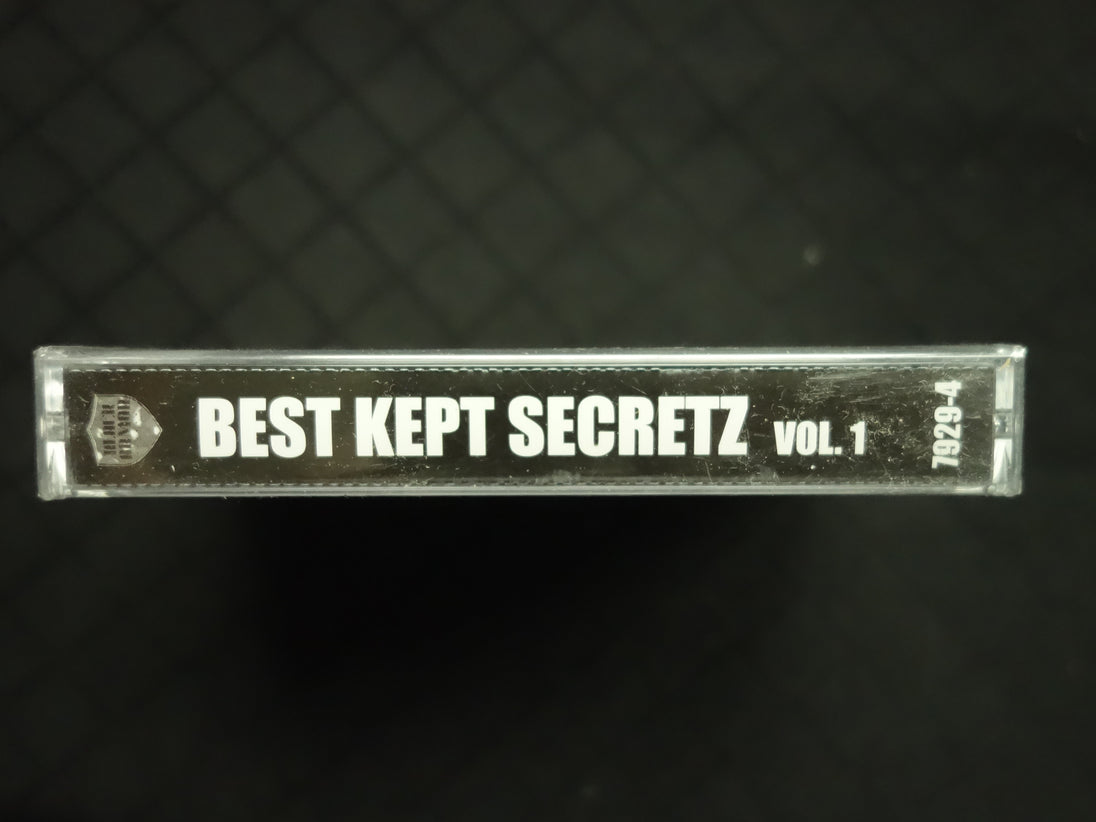 BEST KEPT SECRETZ VOL. 1
7929-4